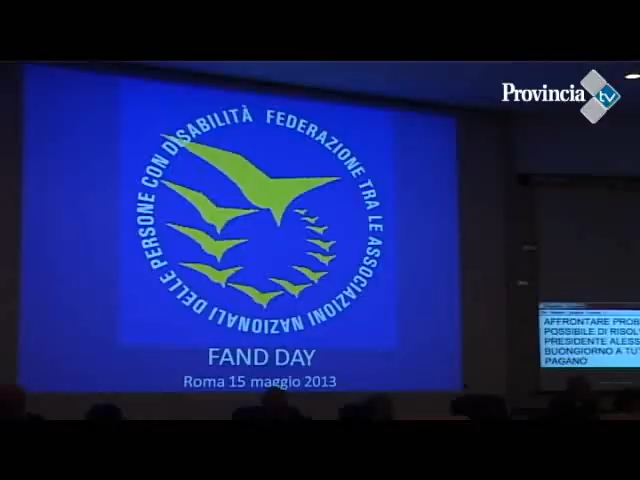 Provincia tv
FEDERAZIONE TRA LE ASSOCIAZIONI NAZIONALI DELLE PERSONE CON DISABILITÀ
FAND DAY
Roma 15 maggio 2013
AFFRONTARE PROB
POSSIBILE DI RISOL
PRESIDENTE ALESS
BUONGIORNO A TU
PAGANO